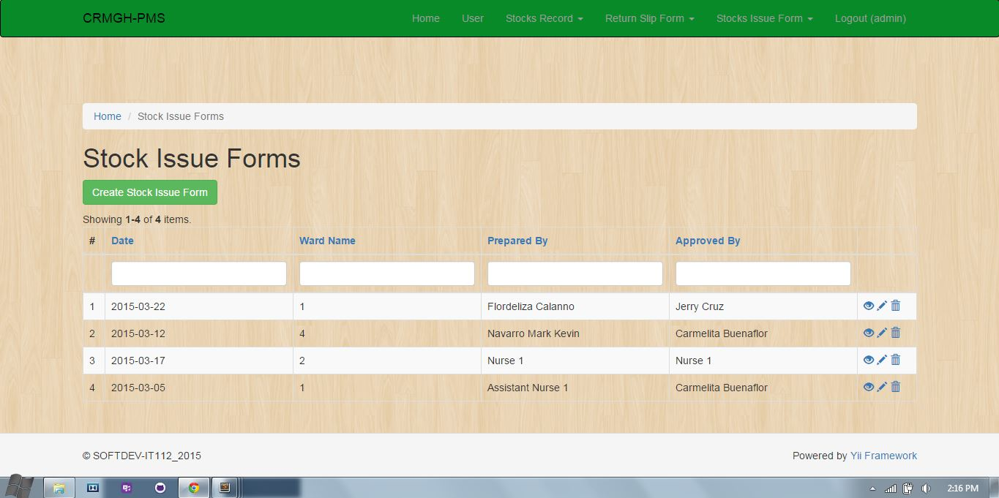 CRMGH-PMS Home User Stocks Record Return Slip Form Stocks Issue Form Logout (admin)
Home / Stock Issue Forms
Stock Issue Forms
Create Stock Issue Form
Showing 1-4 of 4 items.
# Date Ward Name Prepared By Approved By
1 2015-03-22 1 Flordeliza Calanno Jerry Cruz
2 2015-03-12 4 Navarro Mark Kevin Carmelita Buenaflor
3 2015-03-17 2 Nurse 1 Nurse 1
4 2015-03-05 1 Assistant Nurse 1 Carmelita Buenaflor
© SOFTDEV-IT112_2015 Powered by Yii Framework
2:16 PM